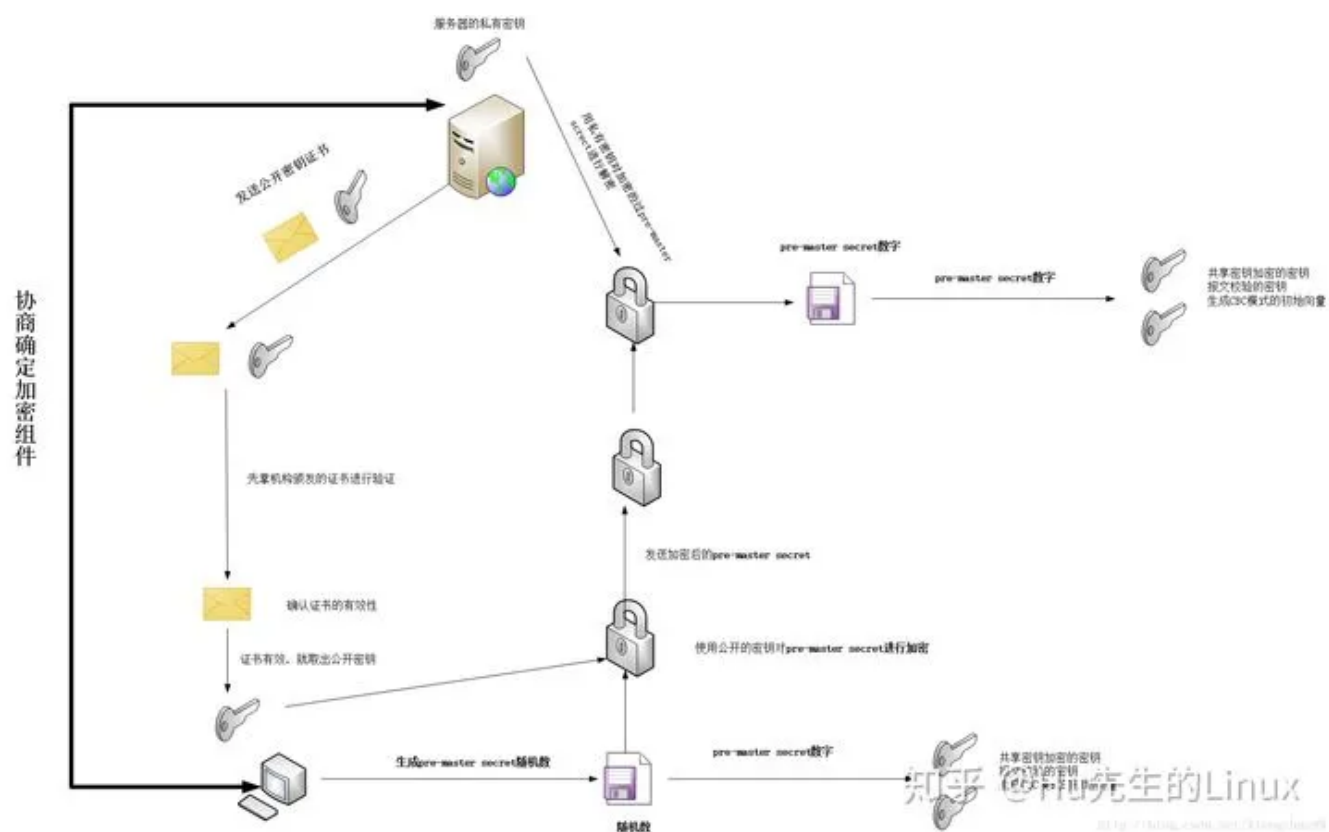 服务器的私有密钥
用私有密钥对加密的过pre-master
screct进行解密
发送公开密钥证书
pre-master secret数字
pre-master secret数字
共享密钥加密的密钥
报文校验的密钥
生成CBC模式的初始向量
协商确定加密组件
先拿机构颁发的证书进行验证
发送加密后的pre-master secret
确认证书的有效性
使用公开的密钥对pre-master secret进行加密
证书有效、就取出公开密钥
生成pre-master secret随机数
pre-master secret数字
共享密钥加密的密钥
的密钥
随机数
知乎 @Hu先生的Linux